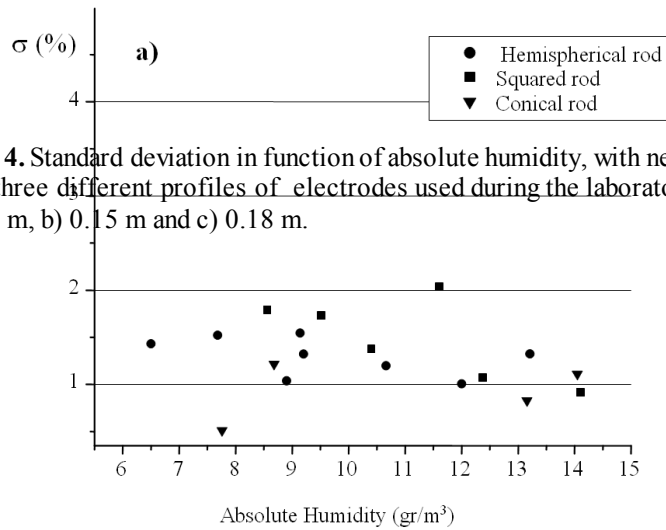 σ (%)
a)
Hemispherical rod
Squared rod
Conical rod
4
4. Standard deviation in function of absolute humidity, with ne
hree different profiles of electrodes used during the laborato
3
m, b) 0.15 m and c) 0.18 m.
2
1
6 7 8 9 10 11 12 13 14 15
Absolute Humidity (gr/m³)